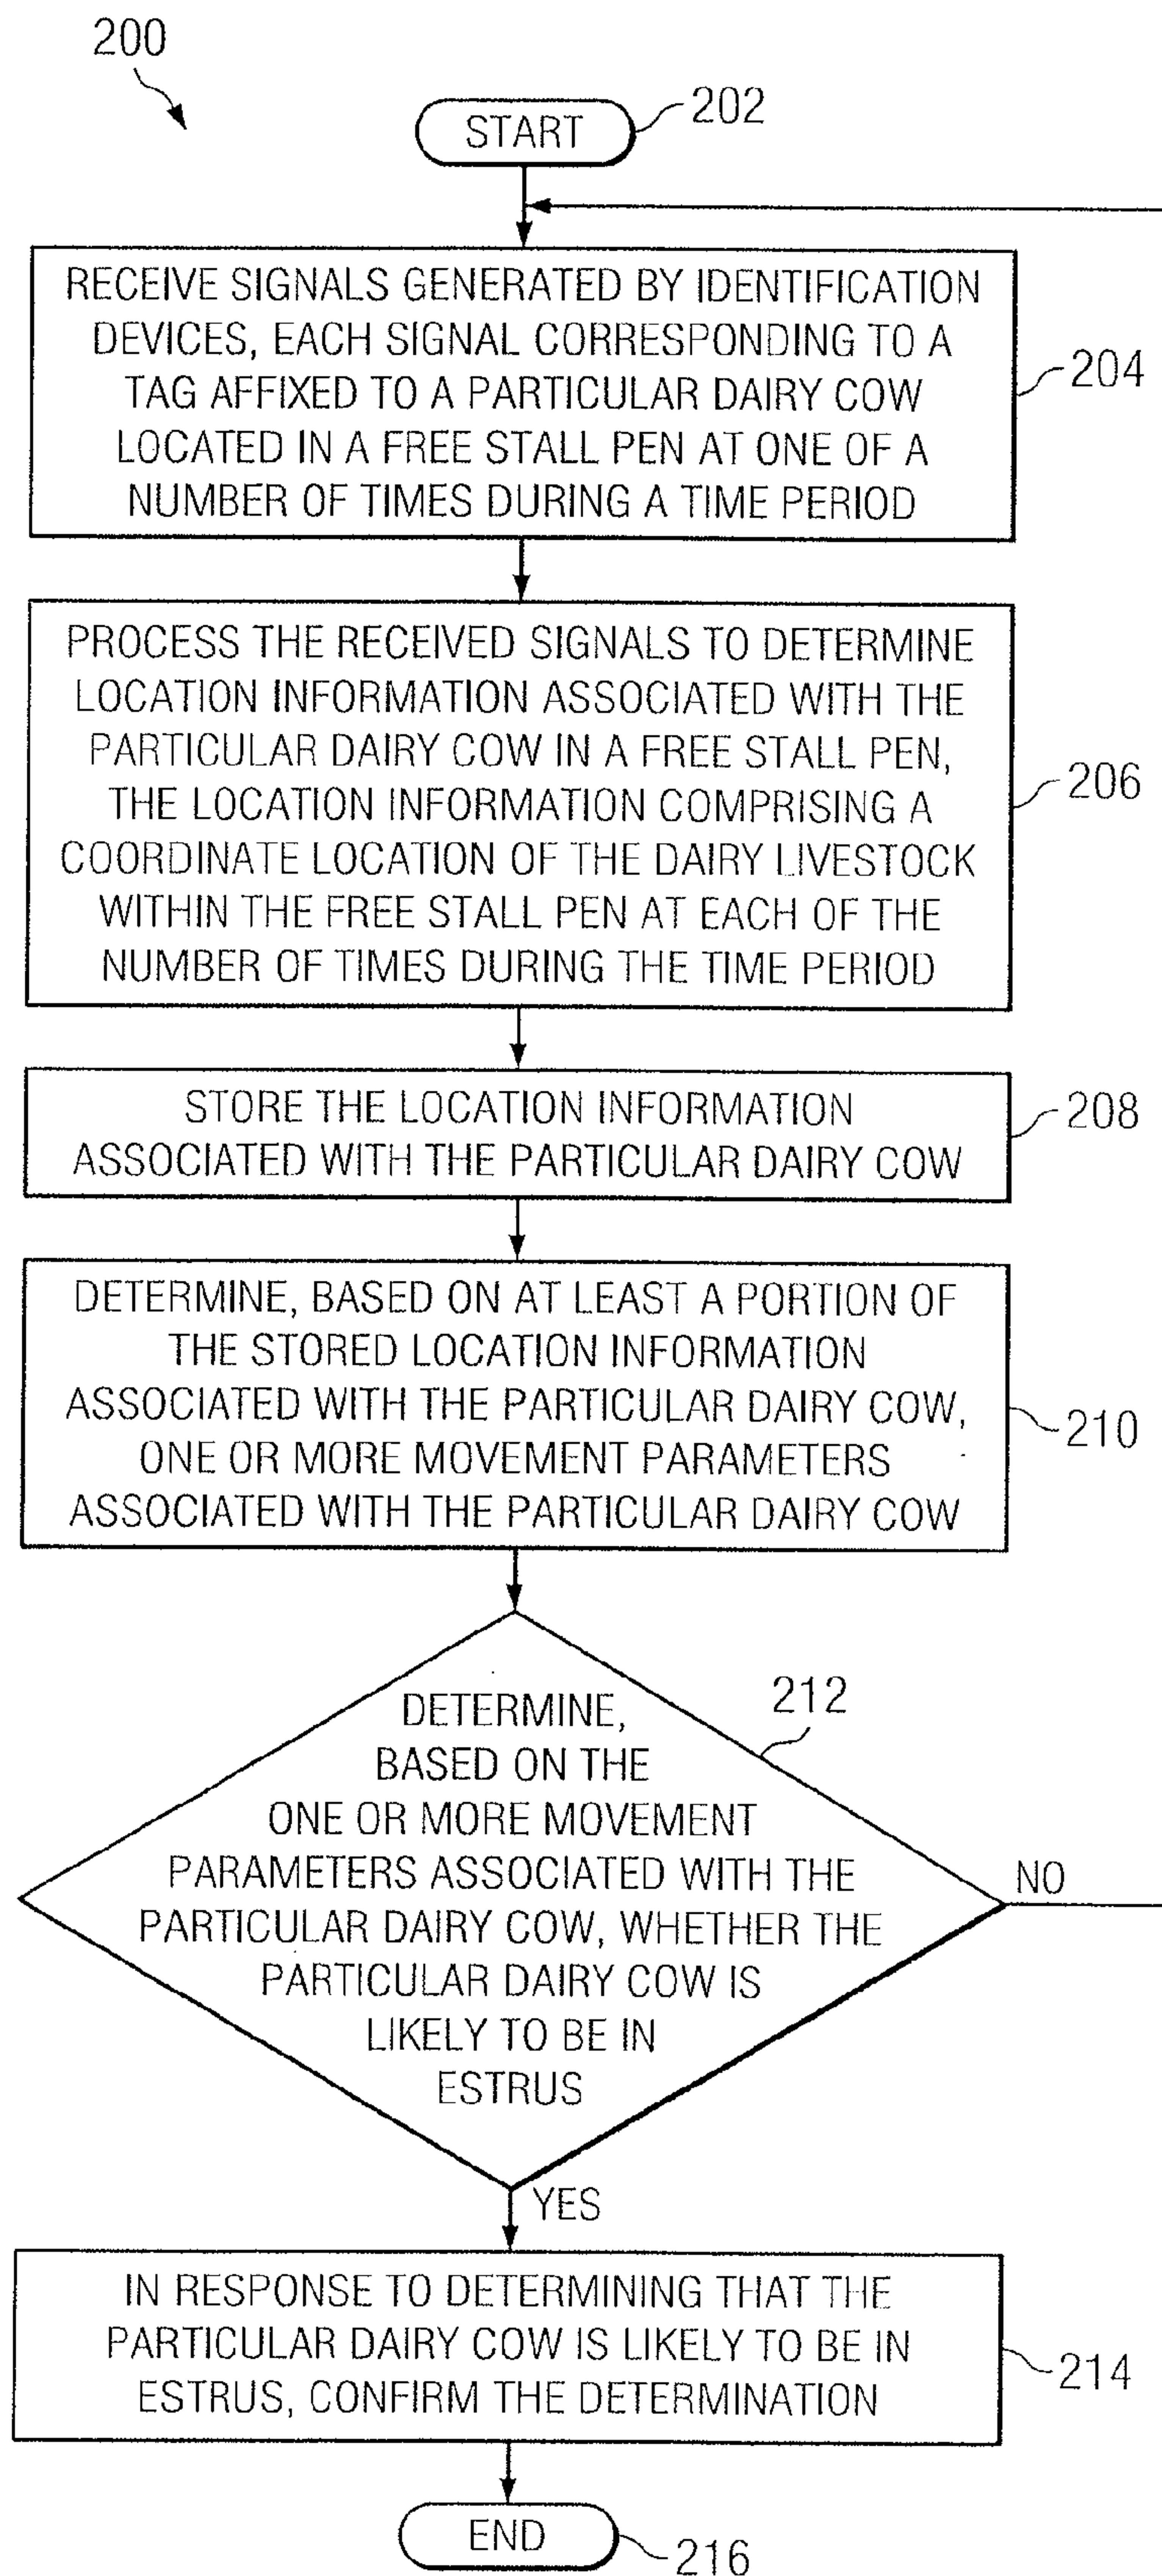 200
START
202
RECEIVE SIGNALS GENERATED BY IDENTIFICATION
DEVICES, EACH SIGNAL CORRESPONDING TO A
TAG AFFIXED TO A PARTICULAR DAIRY COW
LOCATED IN A FREE STALL PEN AT ONE OF A
NUMBER OF TIMES DURING A TIME PERIOD
204
PROCESS THE RECEIVED SIGNALS TO DETERMINE
LOCATION INFORMATION ASSOCIATED WITH THE
PARTICULAR DAIRY COW IN A FREE STALL PEN,
THE LOCATION INFORMATION COMPRISING A
COORDINATE LOCATION OF THE DAIRY LIVESTOCK
WITHIN THE FREE STALL PEN AT EACH OF THE
NUMBER OF TIMES DURING THE TIME PERIOD
206
STORE THE LOCATION INFORMATION
ASSOCIATED WITH THE PARTICULAR DAIRY COW
208
DETERMINE, BASED ON AT LEAST A PORTION OF
THE STORED LOCATION INFORMATION
ASSOCIATED WITH THE PARTICULAR DAIRY COW,
ONE OR MORE MOVEMENT PARAMETERS
ASSOCIATED WITH THE PARTICULAR DAIRY COW
210
DETERMINE,
BASED ON THE
ONE OR MORE MOVEMENT
PARAMETERS ASSOCIATED WITH THE
PARTICULAR DAIRY COW, WHETHER THE
PARTICULAR DAIRY COW IS
LIKELY TO BE IN
ESTRUS
212
NO
YES
IN RESPONSE TO DETERMINING THAT THE
PARTICULAR DAIRY COW IS LIKELY TO BE IN
ESTRUS, CONFIRM THE DETERMINATION
214
END
216